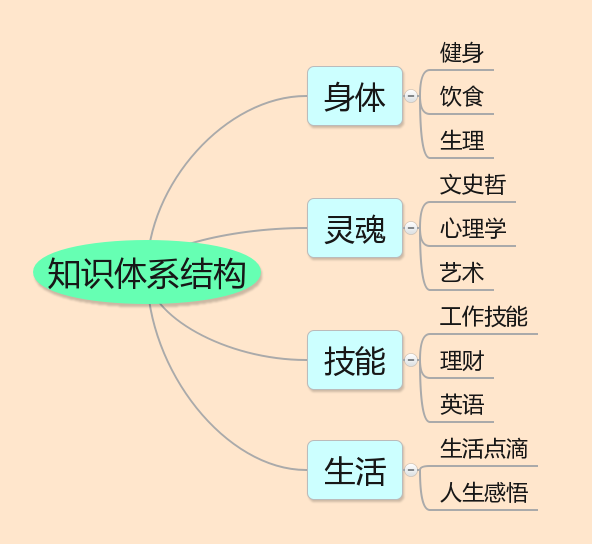 知识体系结构
身体
健身
饮食
生理
灵魂
文史哲
心理学
艺术
技能
工作技能
理财
英语
生活
生活点滴
人生感悟